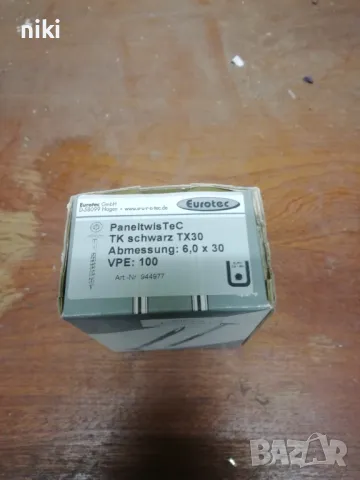 niki
Eurotec GmbH
D-58099 Hagen - www.eurotec.de
Eurotec
PaneltwisTeC
TK schwarz TX30
Abmessung: 6,0 x 30
VPE: 100
Art.-Nr. 944977
BAZAR